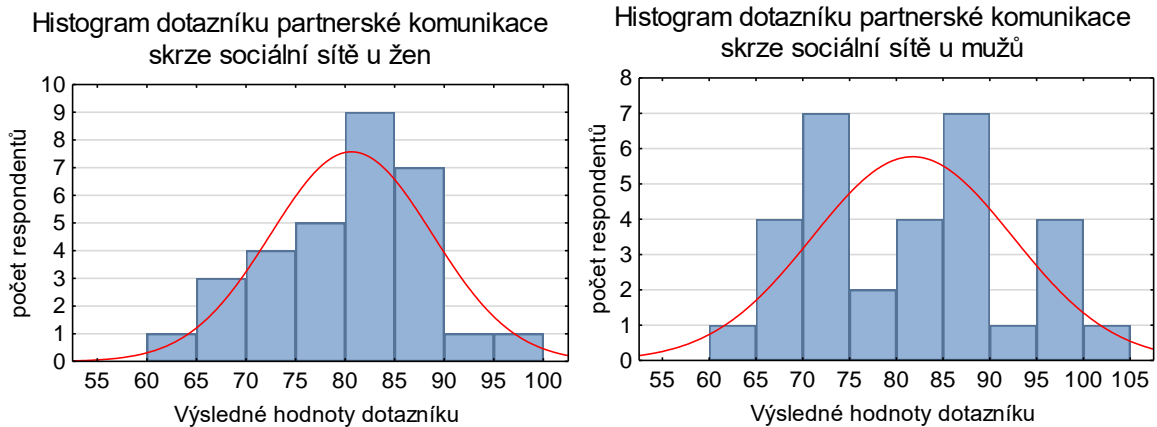 Histogram dotazníku partnerské komunikace
skrze sociální sítě u žen
10
9
8
7
6
5
4
3
2
1
0
počet respondentů
55 60 65 70 75 80 85 90 95 100
Výsledné hodnoty dotazníku
Histogram dotazníku partnerské komunikace
skrze sociální sítě u mužů
8
7
6
5
4
3
2
1
0
počet respondentů
55 60 65 70 75 80 85 90 95 100 105
Výsledné hodnoty dotazníku